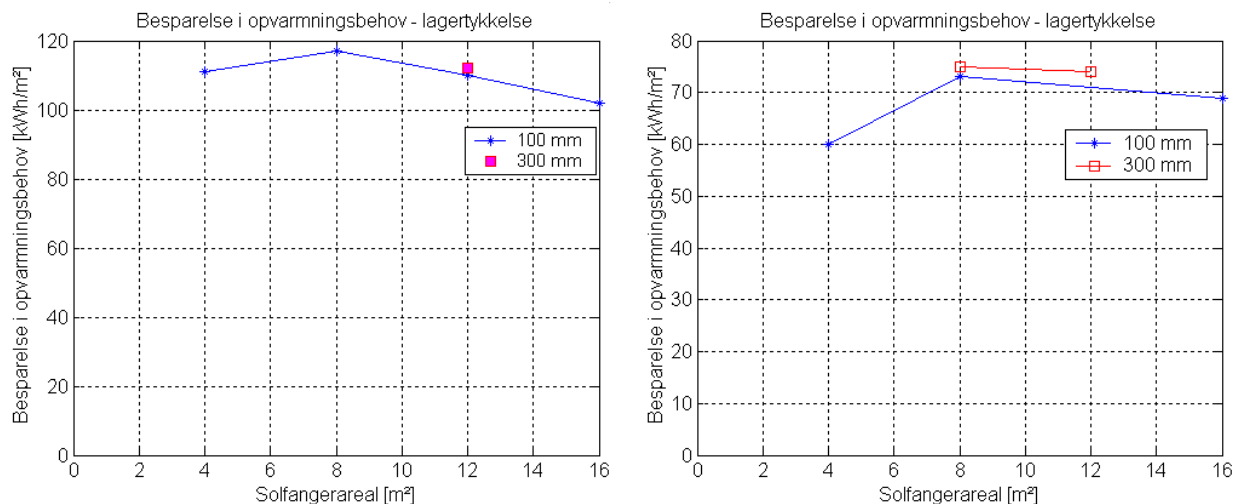 Besparelse i opvarmningsbehov - lagertykkelse
Besparelse i opvarmningsbehov [kWh/m²]
120
100
80
60
40
20
0
100 mm
300 mm
0 2 4 6 8 10 12 14 16
Solfangerareal [m²]
Besparelse i opvarmningsbehov - lagertykkelse
Besparelse i opvarmningsbehov [kWh/m²]
80
70
60
50
40
30
20
10
0
100 mm
300 mm
0 2 4 6 8 10 12 14 16
Solfangerareal [m²]